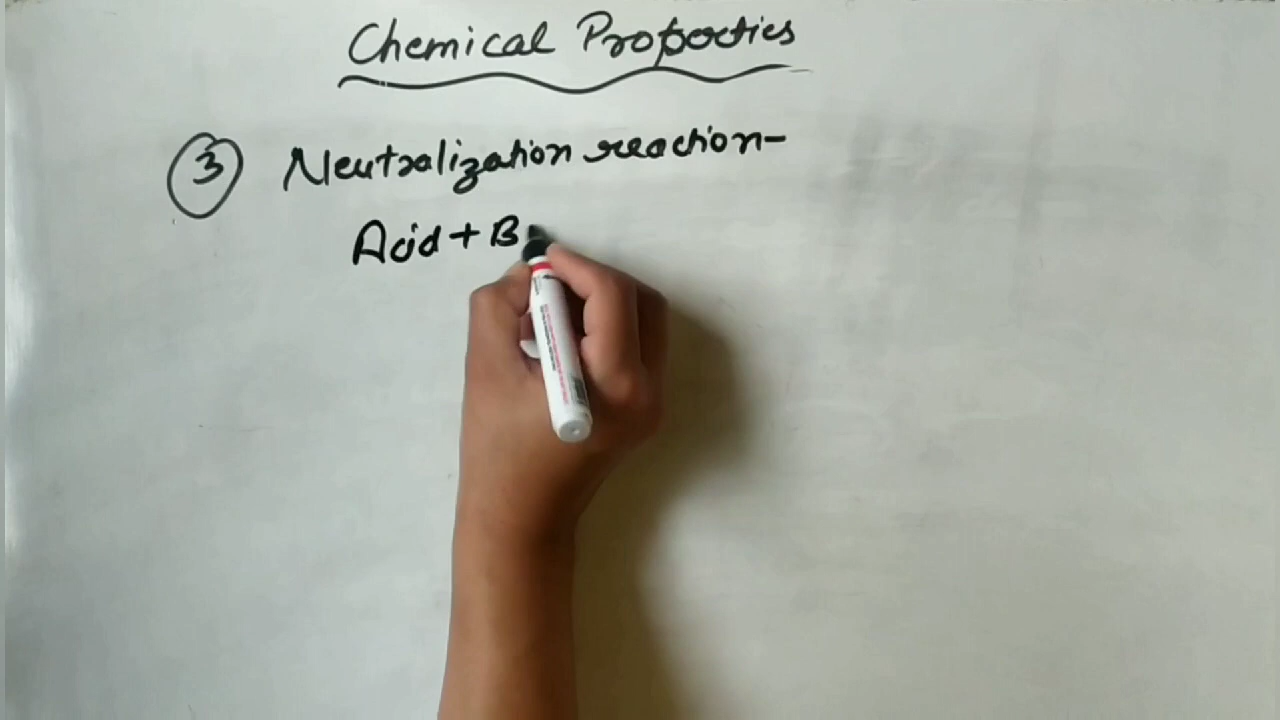 Chemical Properties
3 Neutralization reaction-
Acid + B